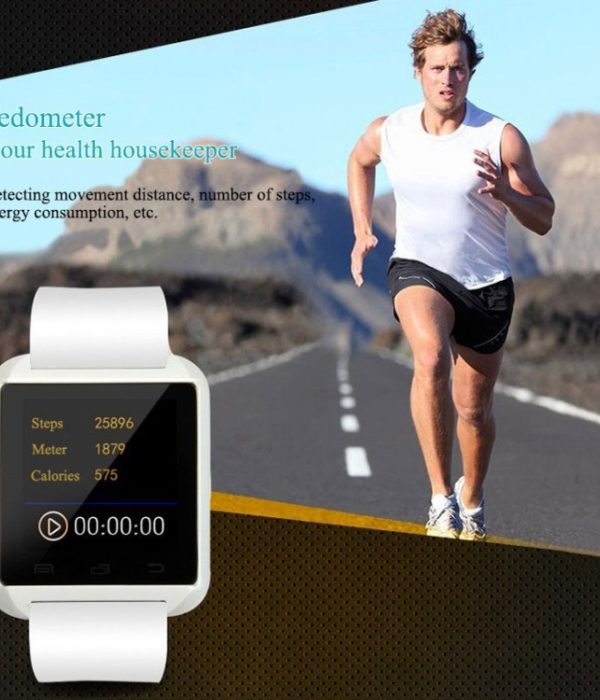 edometer
our health housekeeper
etecting movement distance, number of steps,
ergy consumption, etc.
Steps 25896
Meter 1879
Calories 575
00:00:00